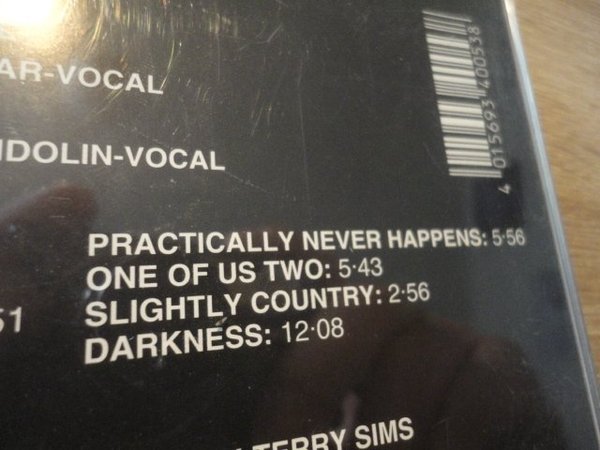 AR-VOCAL
DOLIN-VOCAL
PRACTICALLY NEVER HAPPENS: 5·56
ONE OF US TWO: 5·43
51
SLIGHTLY COUNTRY: 2·56
DARKNESS: 12·08
TERRY SIMS
4 015693 400538